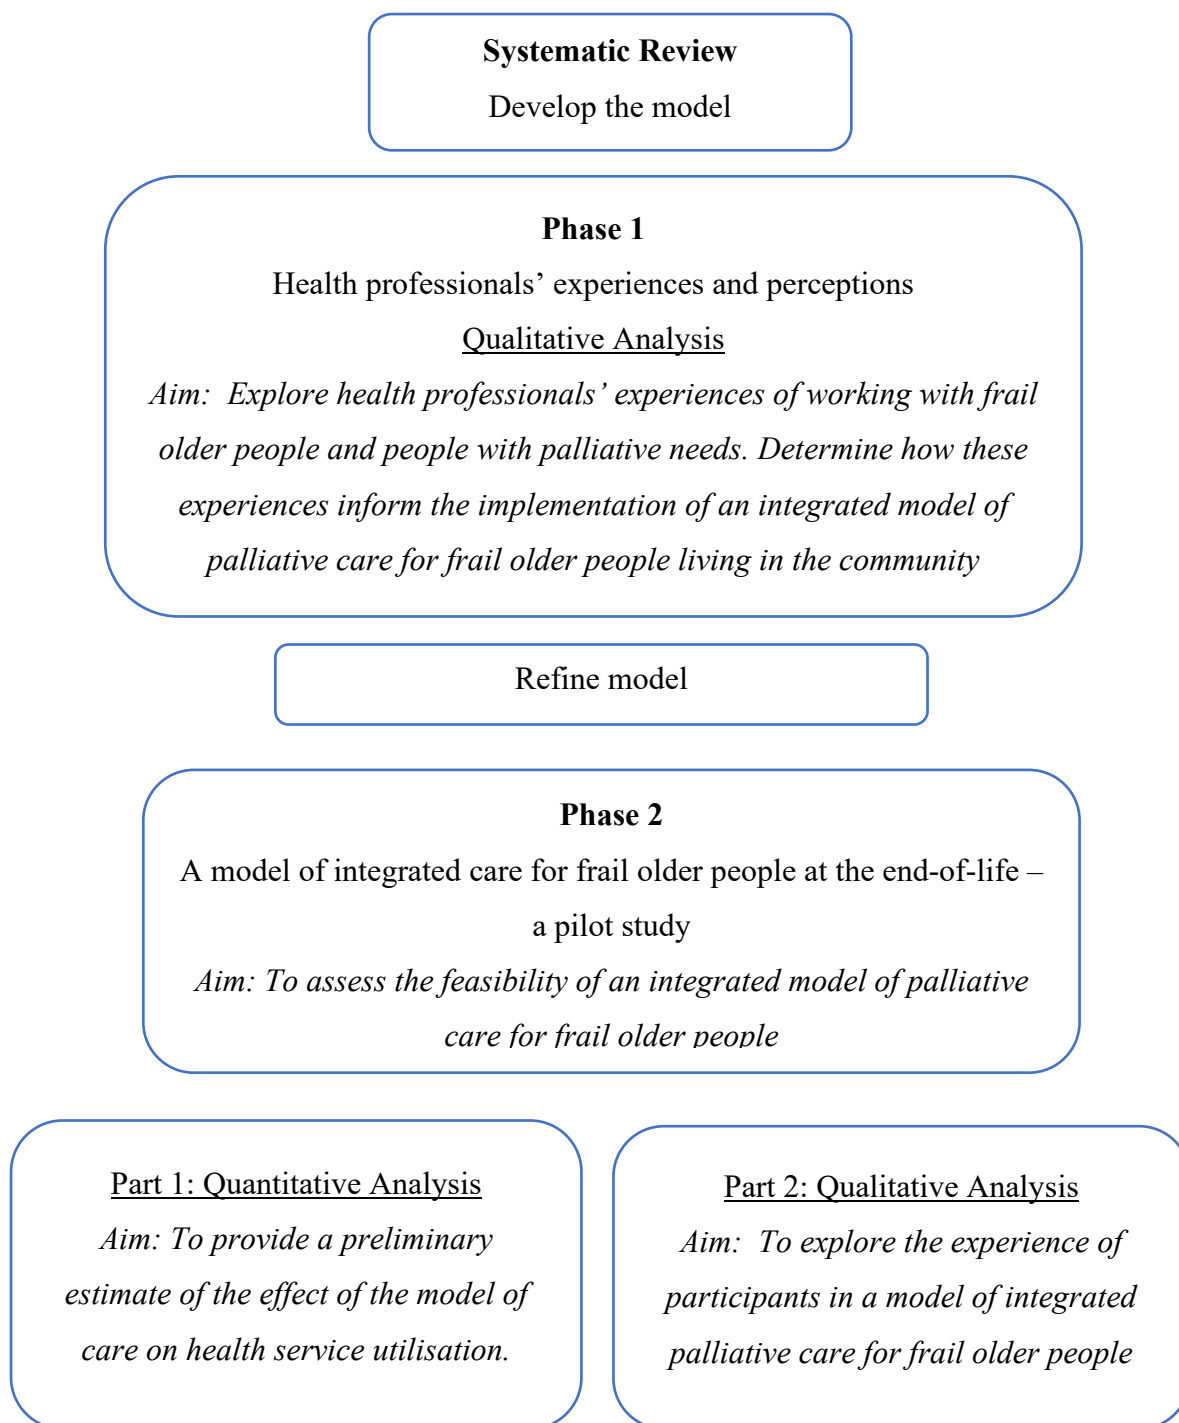 Systematic Review
Develop the model
Phase 1
Health professionals’ experiences and perceptions
Qualitative Analysis
Aim:  Explore health professionals’ experiences of working with frail
older people and people with palliative needs. Determine how these
experiences inform the implementation of an integrated model of
palliative care for frail older people living in the community
Refine model
Phase 2
A model of integrated care for frail older people at the end-of-life –
a pilot study
Aim: To assess the feasibility of an integrated model of palliative
care for frail older people
Part 1: Quantitative Analysis
Aim: To provide a preliminary
estimate of the effect of the model of
care on health service utilisation.
Part 2: Qualitative Analysis
Aim:  To explore the experience of
participants in a model of integrated
palliative care for frail older people